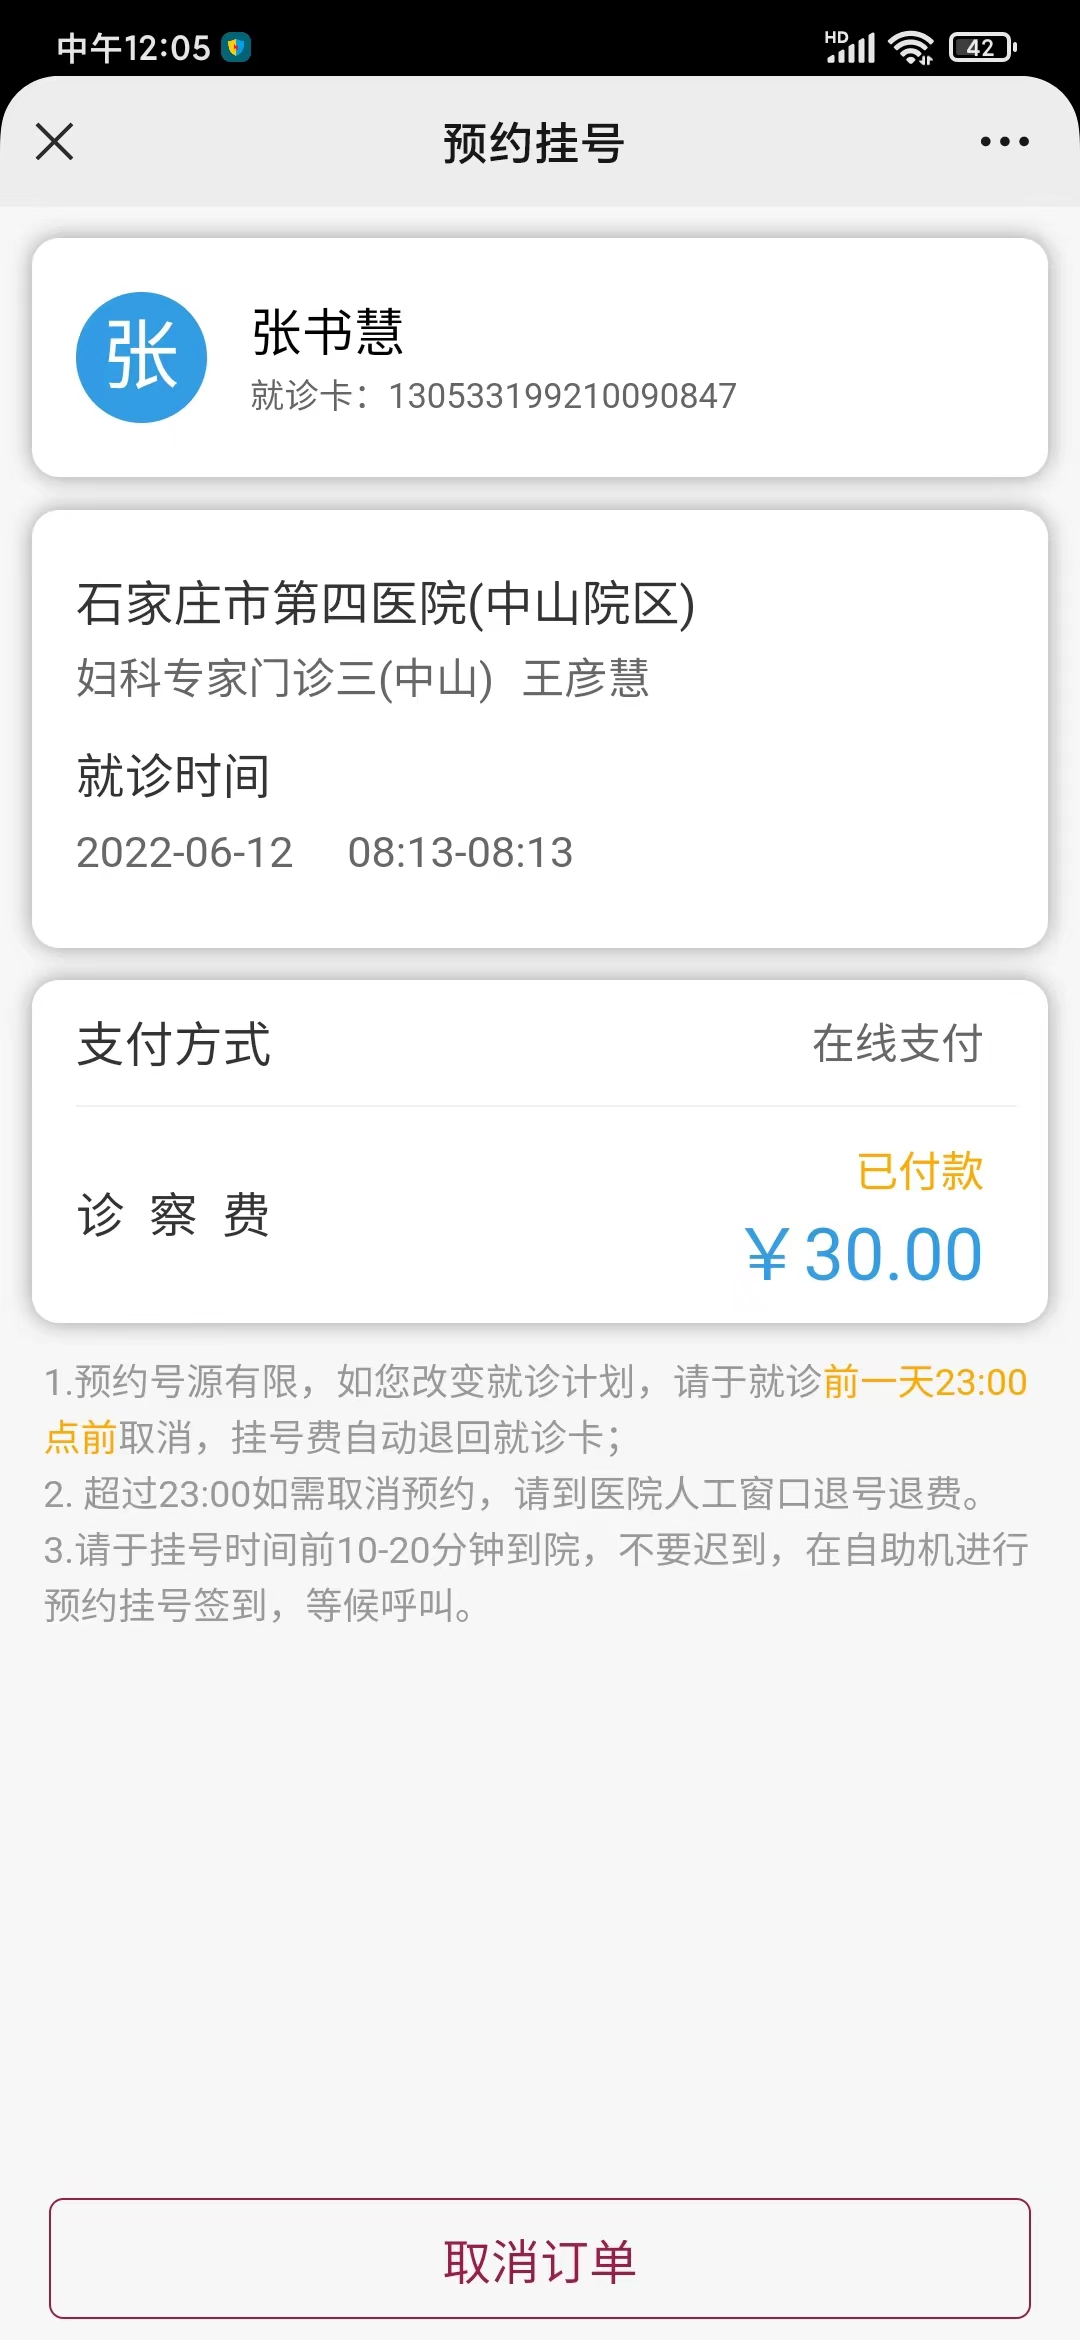 中午12:05
HD
42
预约挂号
张
张书慧
就诊卡：130533199210090847
石家庄市第四医院(中山院区)
妇科专家门诊三(中山) 王彦慧
就诊时间
2022-06-12 08:13-08:13
支付方式 在线支付
已付款
诊察费
￥30.00
1.预约号源有限，如您改变就诊计划，请于就诊前一天23:00
点前取消，挂号费自动退回就诊卡；
2. 超过23:00如需取消预约，请到医院人工窗口退号退费。
3.请于挂号时间前10-20分钟到院，不要迟到，在自助机进行
预约挂号签到，等候呼叫。
取消订单